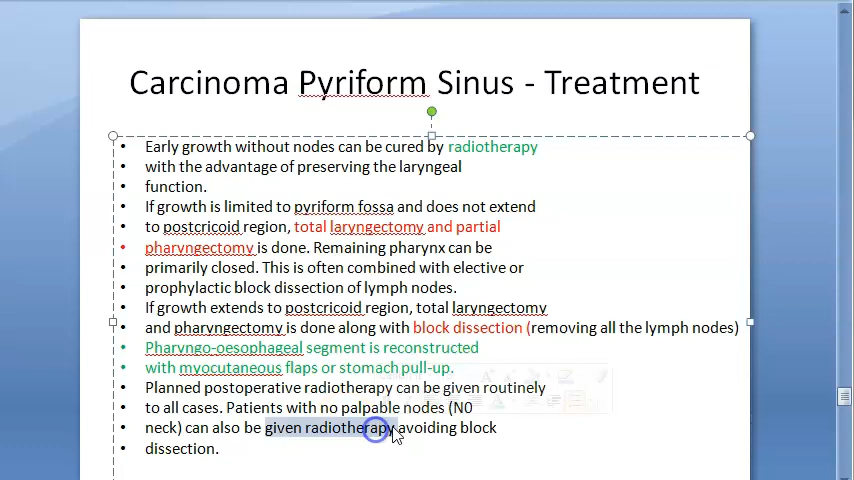 Carcinoma Pyriform Sinus - Treatment
• Early growth without nodes can be cured by radiotherapy
• with the advantage of preserving the laryngeal
• function.
• If growth is limited to pyriform fossa and does not extend
• to postcricoid region, total laryngectomy and partial
• pharyngectomy is done. Remaining pharynx can be
• primarily closed. This is often combined with elective or
• prophylactic block dissection of lymph nodes.
• If growth extends to postcricoid region, total laryngectomy
• and pharyngectomy is done along with block dissection (removing all the lymph nodes)
• Pharyngo-oesophageal segment is reconstructed
• with myocutaneous flaps or stomach pull-up.
• Planned postoperative radiotherapy can be given routinely
• to all cases. Patients with no palpable nodes (N0
• neck) can also be given radiotherapy avoiding block
• dissection.